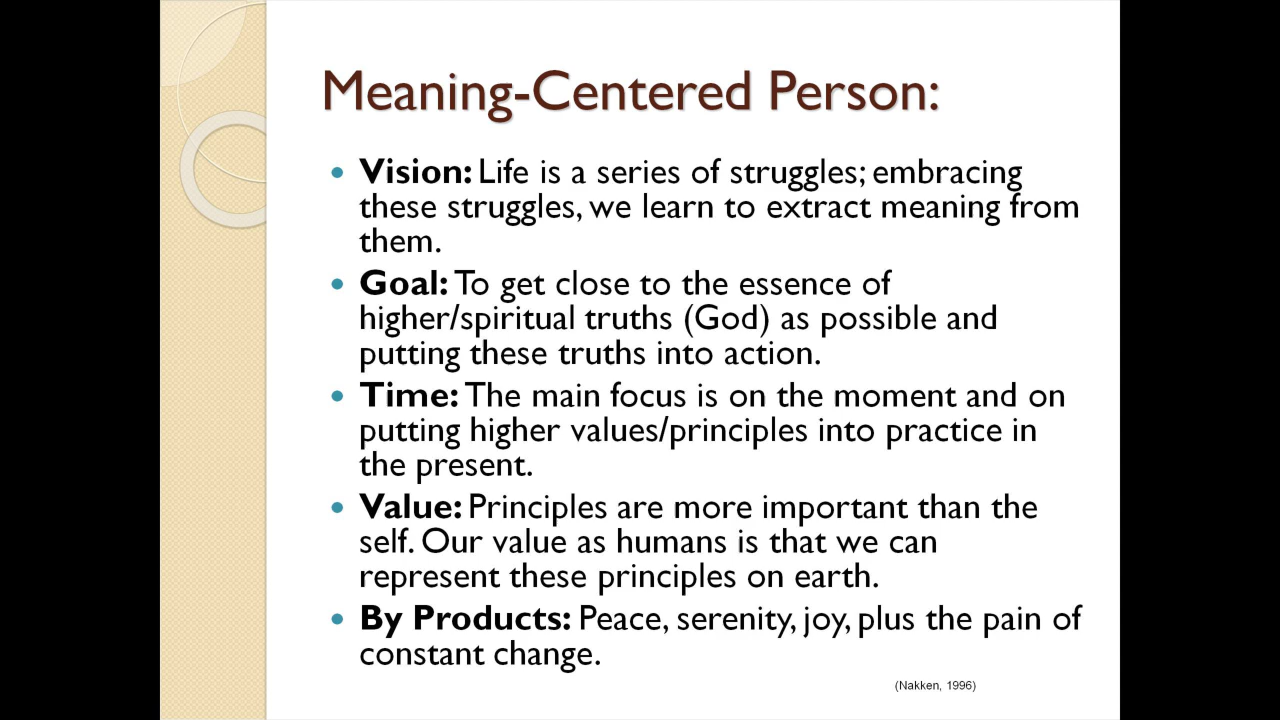 Meaning-Centered Person:
• Vision: Life is a series of struggles; embracing
these struggles, we learn to extract meaning from
them.
• Goal: To get close to the essence of
higher/spiritual truths (God) as possible and
putting these truths into action.
• Time: The main focus is on the moment and on
putting higher values/principles into practice in
the present.
• Value: Principles are more important than the
self. Our value as humans is that we can
represent these principles on earth.
• By Products: Peace, serenity, joy, plus the pain of
constant change.
(Nakken, 1996)